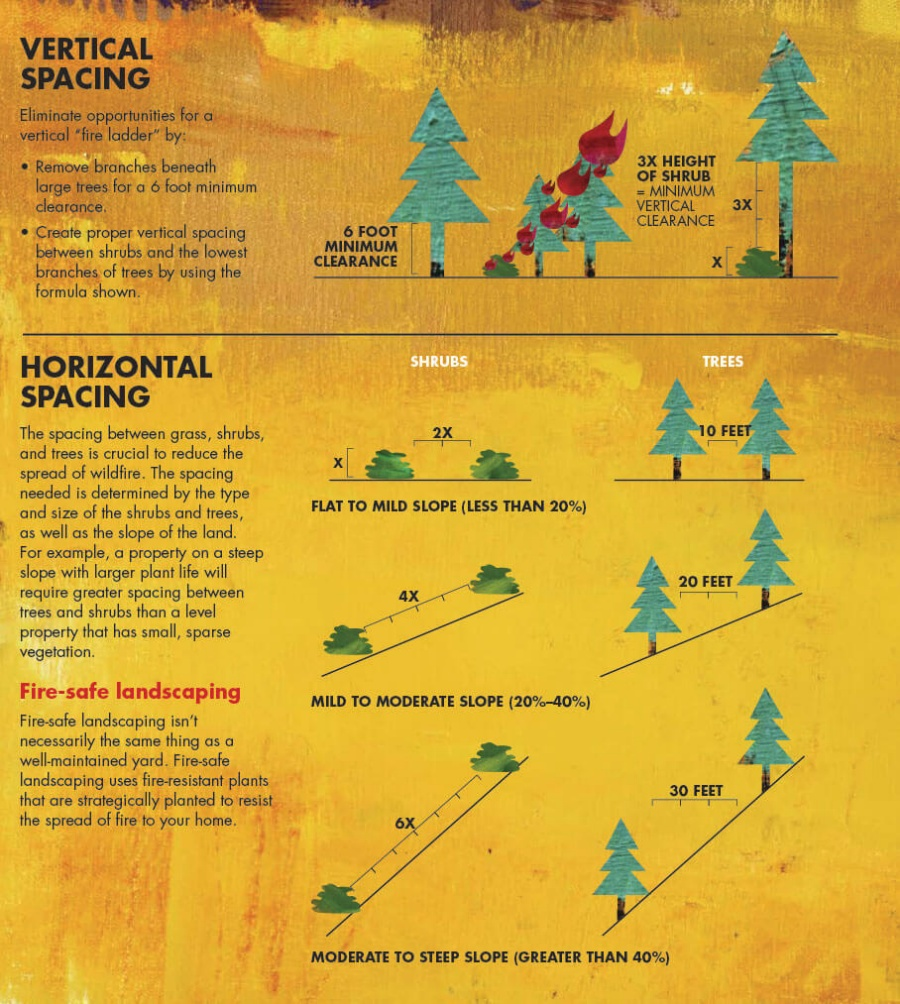 VERTICAL
SPACING
Eliminate opportunities for a
vertical “fire ladder” by:
• Remove branches beneath
large trees for a 6 foot minimum
clearance.
• Create proper vertical spacing
between shrubs and the lowest
branches of trees by using the
formula shown.
6 FOOT
MINIMUM
CLEARANCE
3X HEIGHT
OF SHRUB
= MINIMUM
VERTICAL
CLEARANCE
3X
X
HORIZONTAL
SPACING
The spacing between grass, shrubs,
and trees is crucial to reduce the
spread of wildfire. The spacing
needed is determined by the type
and size of the shrubs and trees,
as well as the slope of the land.
For example, a property on a steep
slope with larger plant life will
require greater spacing between
trees and shrubs than a level
property that has small, sparse
vegetation.
Fire-safe landscaping
Fire-safe landscaping isn’t
necessarily the same thing as a
well-maintained yard. Fire-safe
landscaping uses fire-resistant plants
that are strategically planted to resist
the spread of fire to your home.
SHRUBS
TREES
2X
X
10 FEET
FLAT TO MILD SLOPE (LESS THAN 20%)
4X
20 FEET
MILD TO MODERATE SLOPE (20%–40%)
6X
30 FEET
MODERATE TO STEEP SLOPE (GREATER THAN 40%)